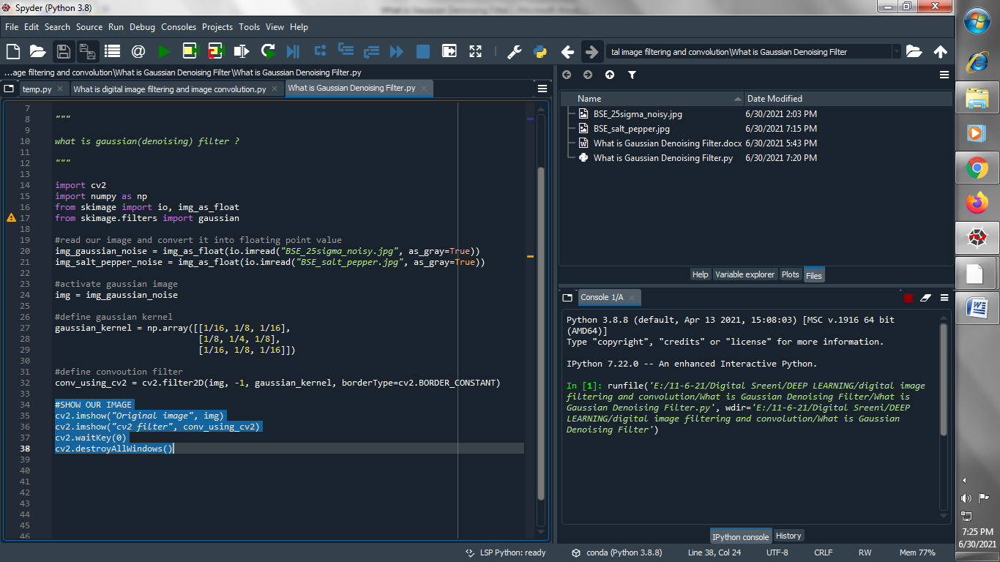 Spyder (Python 3.8)
File Edit Search Source Run Debug Consoles Projects Tools View Help
tal image filtering and convolution\What is Gaussian Denoising Filter
...age filtering and convolution\What is Gaussian Denoising Filter\What is Gaussian Denoising Filter.py
temp.py What is digital image filtering and image convolution.py What is Gaussian Denoising Filter.py
7
8 """
9
10 what is gaussian(denoising) filter ?
11
12 """
13
14 import cv2
15 import numpy as np
16 from skimage import io, img_as_float
17 from skimage.filters import gaussian
18
19 #read our image and convert it into floating point value
20 img_gaussian_noise = img_as_float(io.imread("BSE_25sigma_noisy.jpg", as_gray=True))
21 img_salt_pepper_noise = img_as_float(io.imread("BSE_salt_pepper.jpg", as_gray=True))
22
23 #activate gaussian image
24 img = img_gaussian_noise
25
26 #define gaussian kernel
27 gaussian_kernel = np.array([[1/16, 1/8, 1/16],
28 [1/8, 1/4, 1/8],
29 [1/16, 1/8, 1/16]])
30
31 #define convoution filter
32 conv_using_cv2 = cv2.filter2D(img, -1, gaussian_kernel, borderType=cv2.BORDER_CONSTANT)
33
34 #SHOW OUR IMAGE
35 cv2.imshow("Original image", img)
36 cv2.imshow("cv2 filter", conv_using_cv2)
37 cv2.waitKey(0)
38 cv2.destroyAllWindows()
39
40
41
42
43
44
45
46
Name Date Modified
BSE_25sigma_noisy.jpg 6/30/2021 2:03 PM
BSE_salt_pepper.jpg 6/30/2021 7:15 PM
What is Gaussian Denoising Filter.docx 6/30/2021 5:43 PM
What is Gaussian Denoising Filter.py 6/30/2021 7:20 PM
Help Variable explorer Plots Files
Console 1/A
Python 3.8.8 (default, Apr 13 2021, 15:08:03) [MSC v.1916 64 bit
(AMD64)]
Type "copyright", "credits" or "license" for more information.
IPython 7.22.0 -- An enhanced Interactive Python.
In [1]: runfile('E:/11-6-21/Digital Sreeni/DEEP LEARNING/digital image
filtering and convolution/What is Gaussian Denoising Filter/What is
Gaussian Denoising Filter.py', wdir='E:/11-6-21/Digital Sreeni/DEEP
LEARNING/digital image filtering and convolution/What is Gaussian
Denoising Filter')
IPython console History
LSP Python: ready conda (Python 3.8.8) Line 38, Col 24 UTF-8 CRLF RW Mem 77%
7:25 PM
6/30/2021